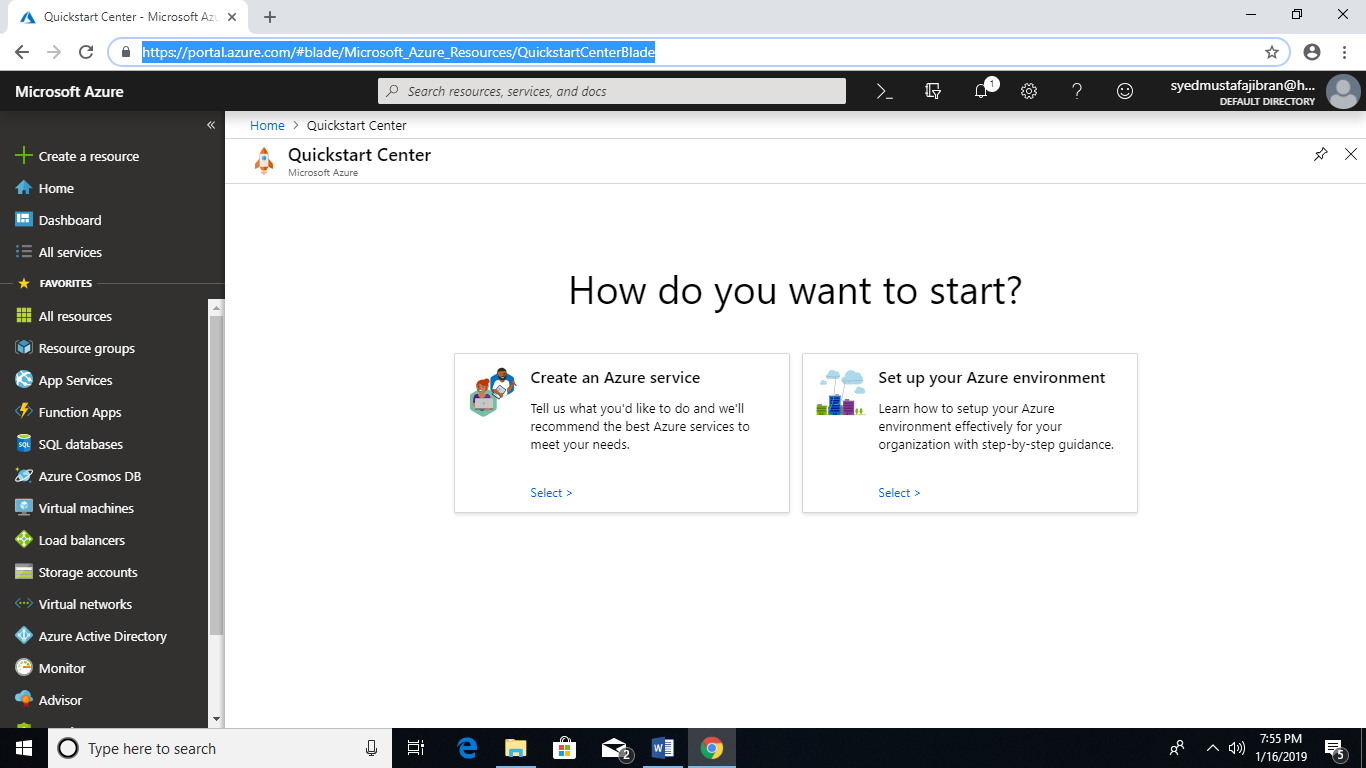 Quickstart Center - Microsoft Azu
https://portal.azure.com/#blade/Microsoft_Azure_Resources/QuickstartCenterBlade
Microsoft Azure
Search resources, services, and docs
1
syedmustafajibran@h...
DEFAULT DIRECTORY
Home > Quickstart Center
Quickstart Center
Microsoft Azure
Create a resource
Home
Dashboard
All services
FAVORITES
All resources
Resource groups
App Services
Function Apps
SQL databases
Azure Cosmos DB
Virtual machines
Load balancers
Storage accounts
Virtual networks
Azure Active Directory
Monitor
Advisor
How do you want to start?
Create an Azure service
Tell us what you'd like to do and we'll
recommend the best Azure services to
meet your needs.
Select >
Set up your Azure environment
Learn how to setup your Azure
environment effectively for your
organization with step-by-step guidance.
Select >
Type here to search
2
7:55 PM
1/16/2019
5